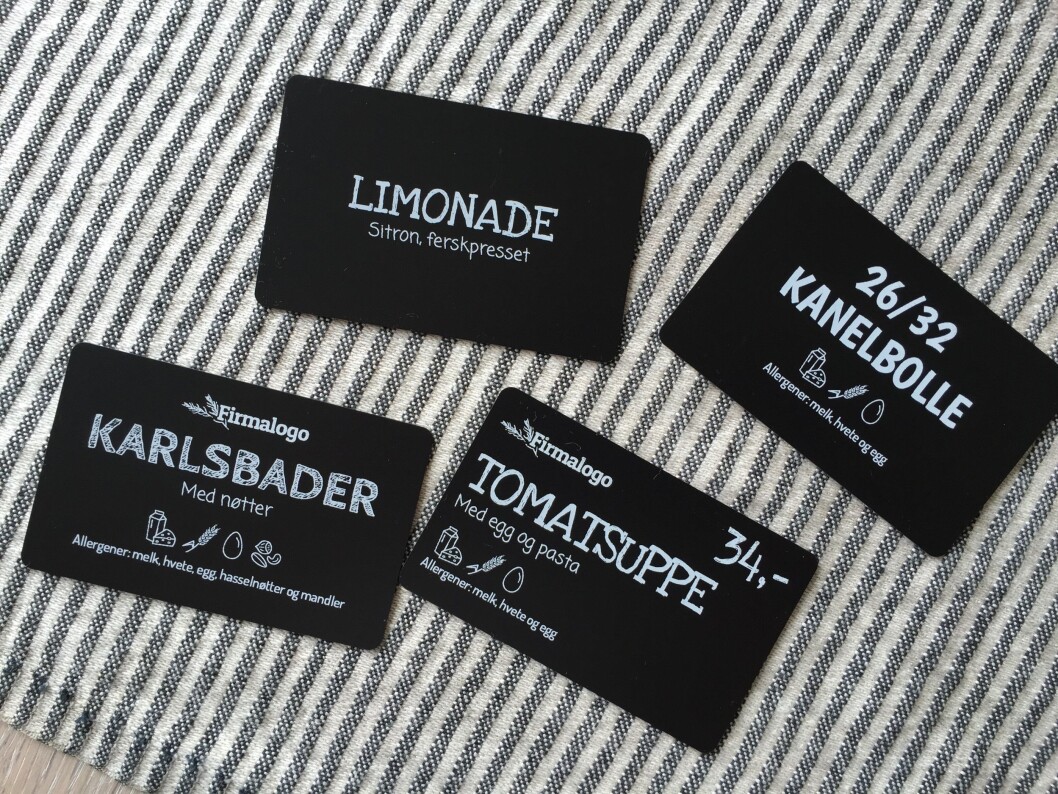 LIMONADE
Sitron, ferskpresset
26/32
KANELBOLLE
Allergener: melk, hvete og egg
Firmalogo
KARLSBADER
Med nøtter
Allergener: melk, hvete, egg, hasselnøtter og mandler
Firmalogo
TOMATSUPPE
34,-
Med egg og pasta
Allergener: melk, hvete og egg